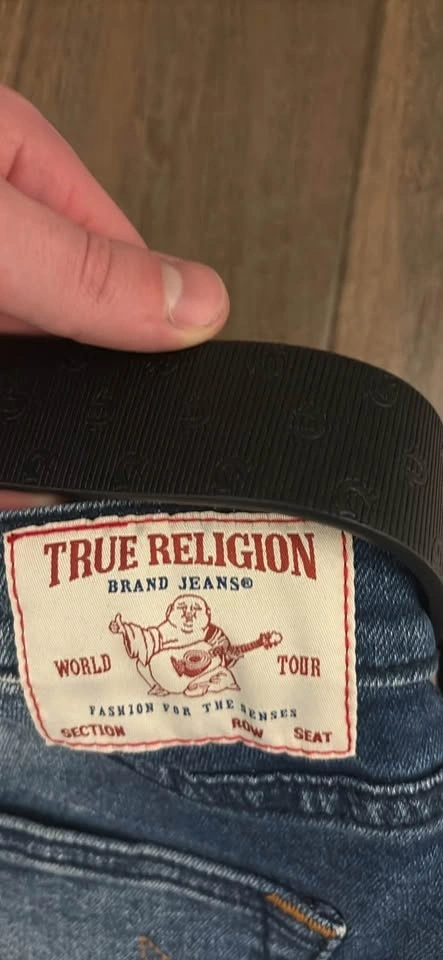 TRUE RELIGION
BRAND JEANS®
WORLD TOUR
FASHION FOR THE SENSES
SECTION ROW SEAT